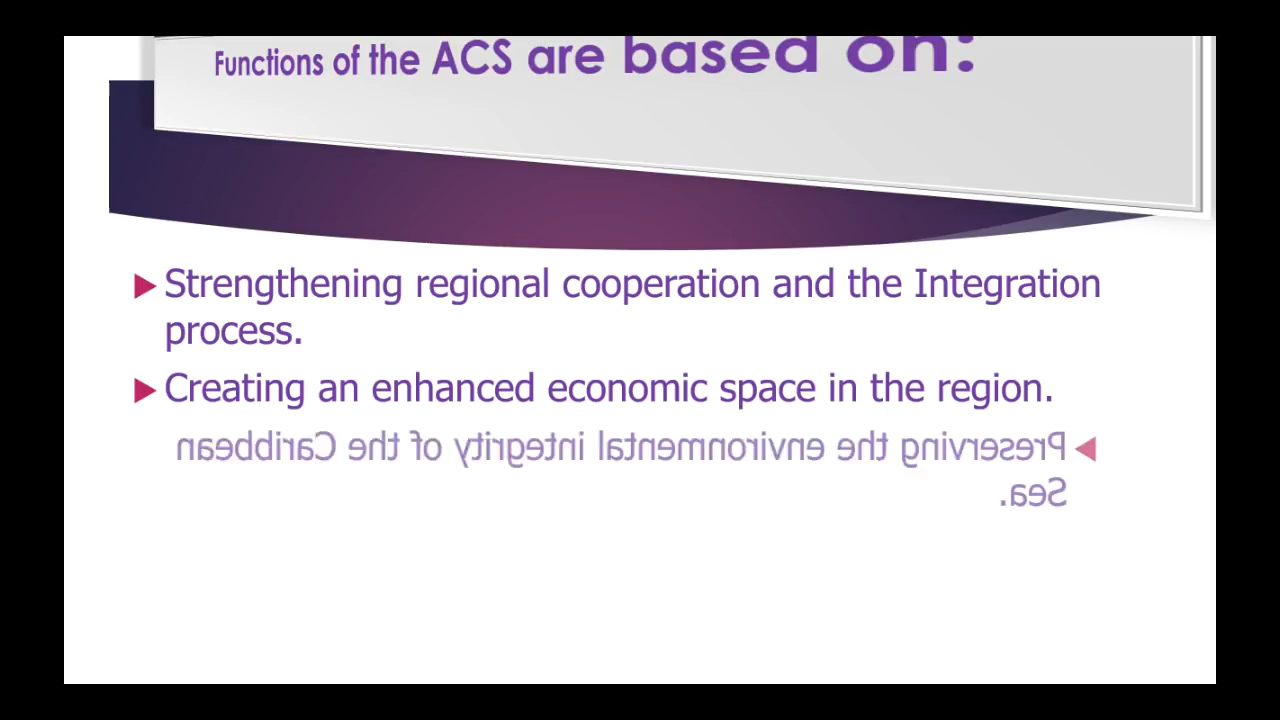 Functions of the ACS are based on:
Strengthening regional cooperation and the Integration
process.
Creating an enhanced economic space in the region.
Preserving the environmental integrity of the Caribbean
Sea.